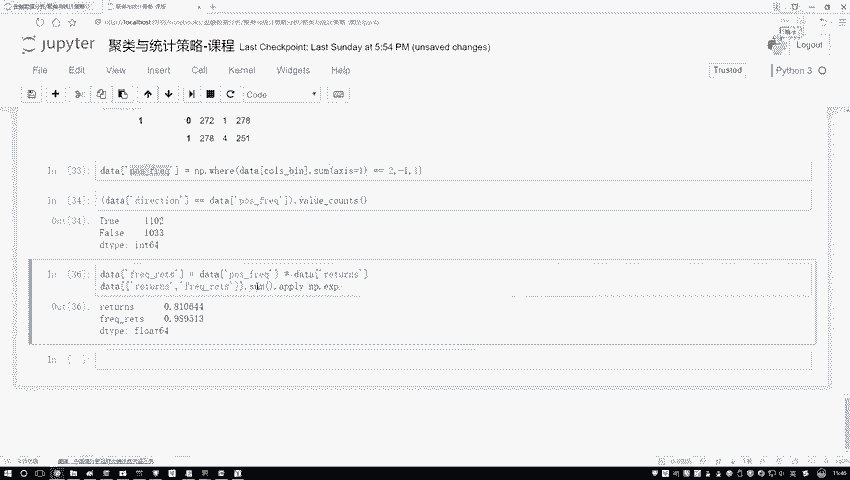 jupyter 聚类与统计策略-课程 Last Checkpoint: Last Sunday at 5:54 PM (unsaved changes)
Logout
File Edit View Insert Cell Kernel Widgets Help
Trusted
Python 3
Code
1 0 272 1 278
1 278 4 251
In [33]: data['pos_freq'] = np.where(data[cols_bin].sum(axis=1) == 2,-1,1)
In [34]: (data['direction'] == data['pos_freq']).value_counts()
Out[34]: True 1102
False 1033
dtype: int64
In [36]: data['freq_rets'] = data['pos_freq'] * data['returns']
data[['returns','freq_rets']].sum().apply(np.exp)
Out[36]: returns 0.810644
freq_rets 0.989513
dtype: float64
In [ ]:
11:46